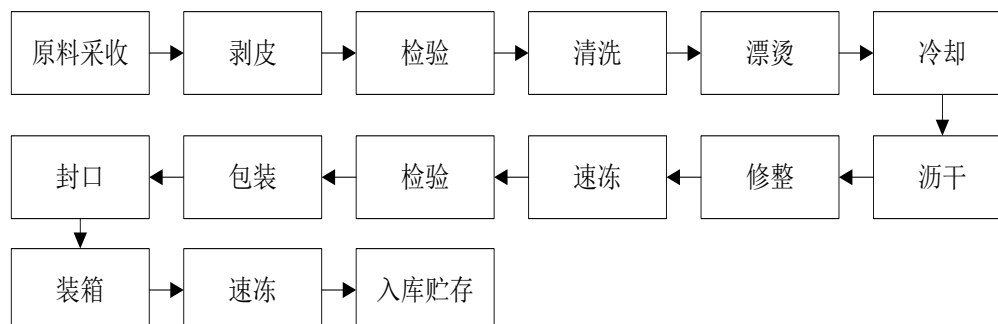 原料采收 剥皮 检验 清洗 漂烫 冷却
封口 包装 检验 速冻 修整 沥干
装箱 速冻 入库贮存